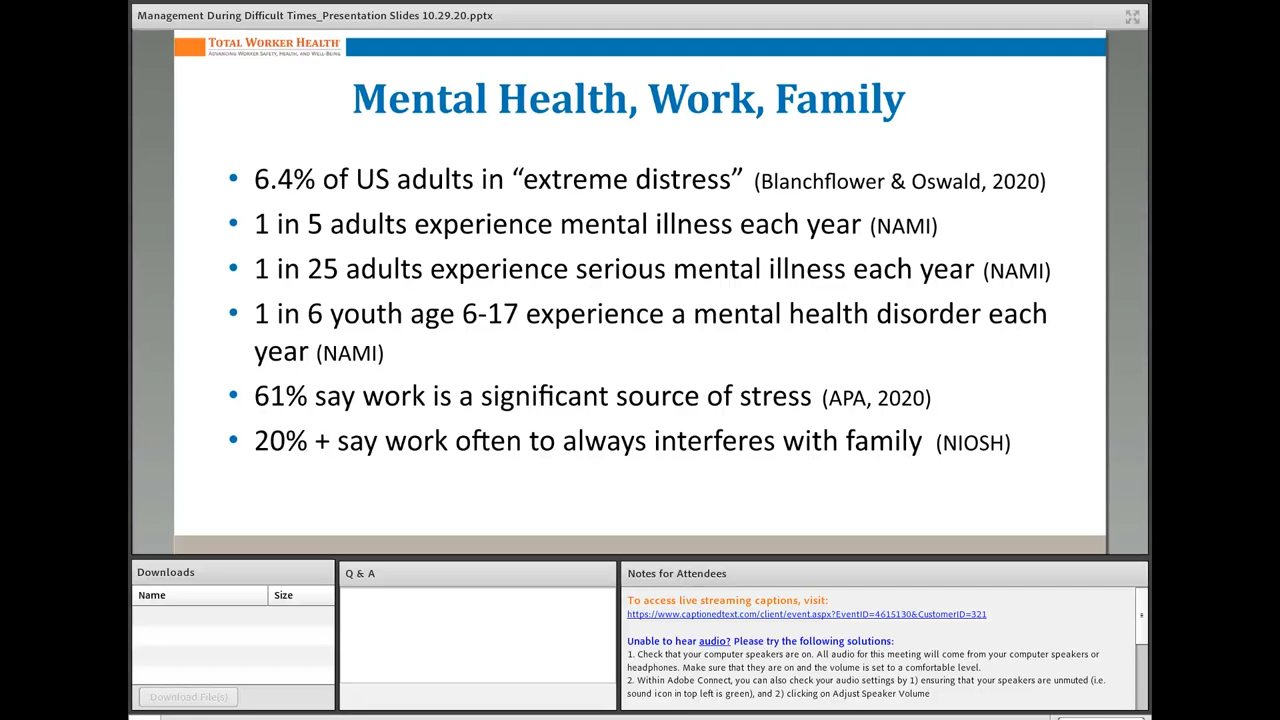 Management During Difficult Times_Presentation Slides 10.29.20.pptx
TOTAL WORKER HEALTH®
ADVANCING WORKER SAFETY, HEALTH, AND WELL-BEING
Mental Health, Work, Family
• 6.4% of US adults in “extreme distress” (Blanchflower & Oswald, 2020)
• 1 in 5 adults experience mental illness each year (NAMI)
• 1 in 25 adults experience serious mental illness each year (NAMI)
• 1 in 6 youth age 6-17 experience a mental health disorder each
year (NAMI)
• 61% say work is a significant source of stress (APA, 2020)
• 20% + say work often to always interferes with family (NIOSH)
Downloads
Name Size
Download File(s)
Q & A
Notes for Attendees
To access live streaming captions, visit:
https://www.captionedtext.com/client/event.aspx?EventID=4615130&CustomerID=321
Unable to hear audio? Please try the following solutions:
1. Check that your computer speakers are on. All audio for this meeting will come from your computer speakers or
headphones. Make sure that they are on and the volume is set to a comfortable level.
2. Within Adobe Connect, you can also check your audio settings by 1) ensuring that your speakers are unmuted (i.e.
sound icon in top left is green), and 2) clicking on Adjust Speaker Volume